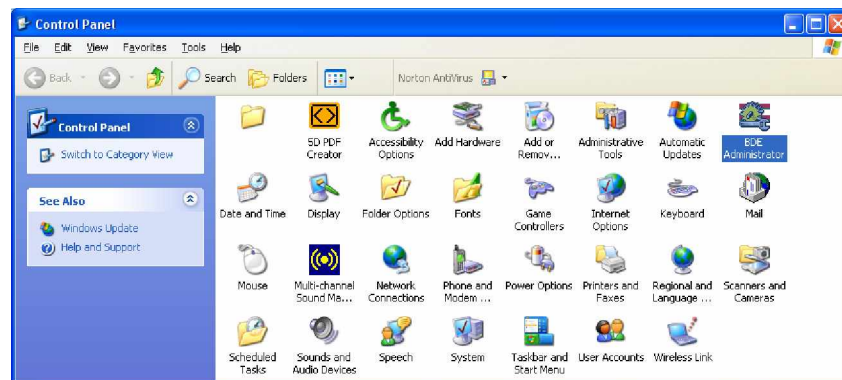 Control Panel
File Edit View Favorites Tools Help
Back Search Folders Norton AntiVirus
Control Panel
Switch to Category View
See Also
Windows Update
Help and Support
5D PDF Creator
Accessibility Options
Add Hardware
Add or Remov...
Administrative Tools
Automatic Updates
BDE Administrator
Date and Time
Display
Folder Options
Fonts
Game Controllers
Internet Options
Keyboard
Mail
Mouse
Multi-channel Sound Ma...
Network Connections
Phone and Modem ...
Power Options
Printers and Faxes
Regional and Language ...
Scanners and Cameras
Scheduled Tasks
Sounds and Audio Devices
Speech
System
Taskbar and Start Menu
User Accounts
Wireless Link